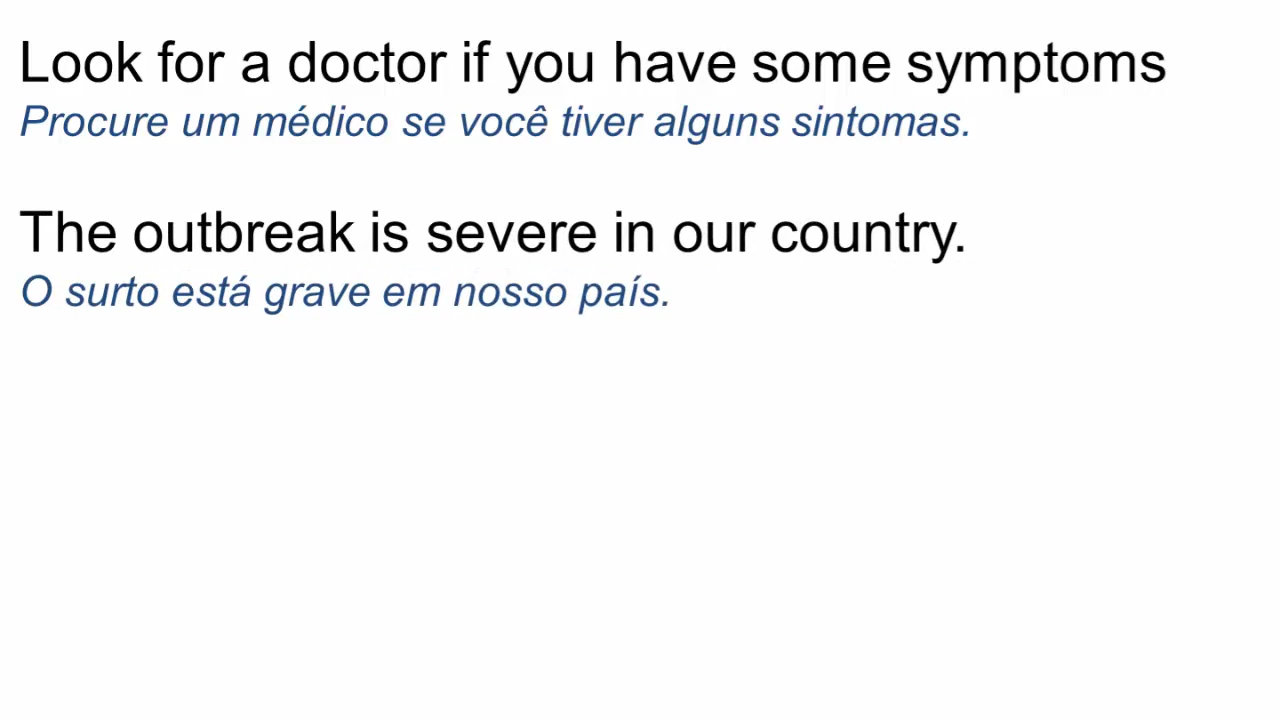 Look for a doctor if you have some symptoms
Procure um médico se você tiver alguns sintomas.
The outbreak is severe in our country.
O surto está grave em nosso país.